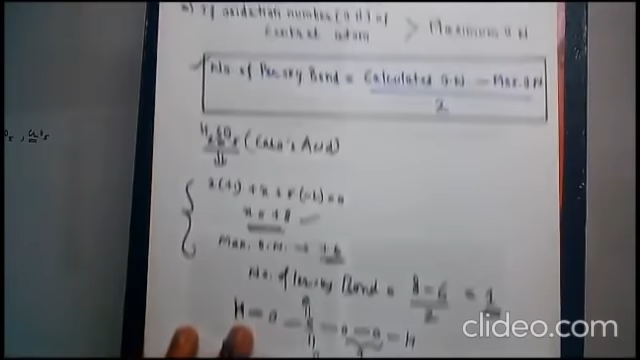 a) If oxidation number (O.N) of
central atom > Maximum O.N
No. of Peroxy Bond = Calculated O.N - Max. O.N
2
H₂SO₅ (Caro's Acid)
2(+1) + x + 5(-2) = 0
x = +8
Max. O.N. → +6
No. of Peroxy Bond = 8-6 = 1
2
H-O-S-O-O-H
clideo.com